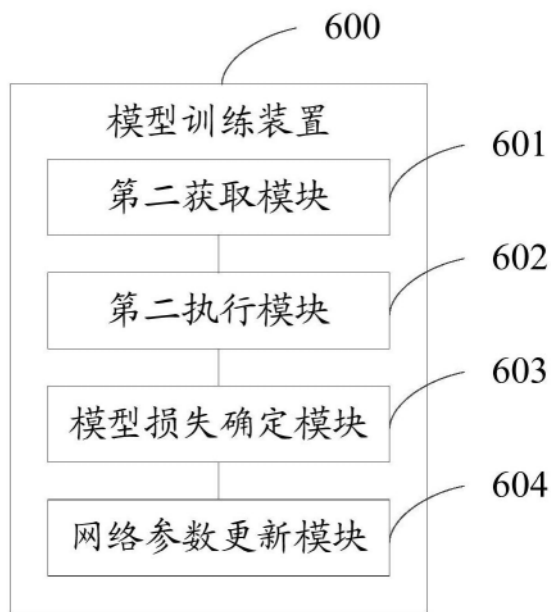 600
模型训练装置
601
第二获取模块
602
第二执行模块
603
模型损失确定模块
604
网络参数更新模块